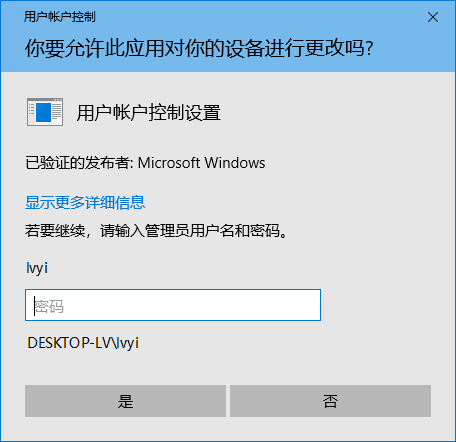 用户帐户控制
你要允许此应用对你的设备进行更改吗?
用户帐户控制设置
已验证的发布者: Microsoft Windows
显示更多详细信息
若要继续，请输入管理员用户名和密码。
lvyi
密码
DESKTOP-LV\lvyi
是
否